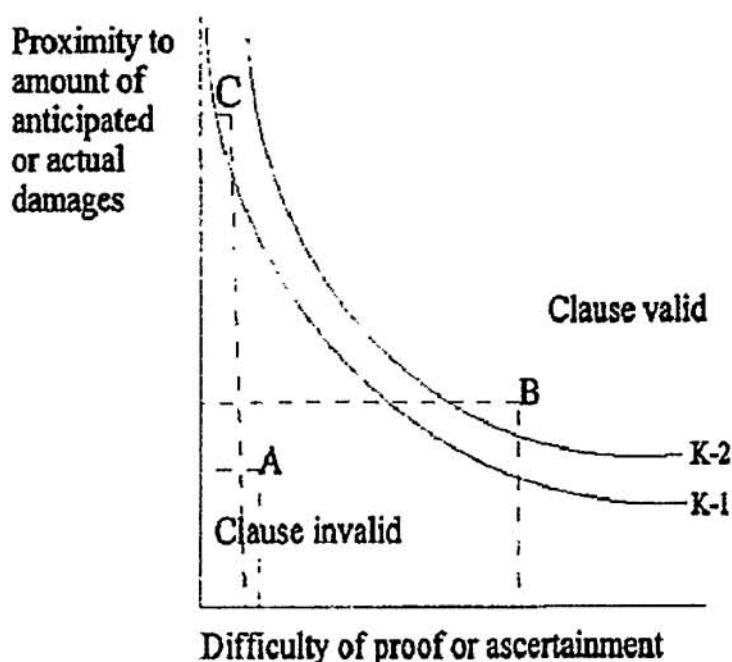 Proximity to
amount of
anticipated
or actual
damages
C
Clause valid
B
K-2
A
K-1
Clause invalid
Difficulty of proof or ascertainment